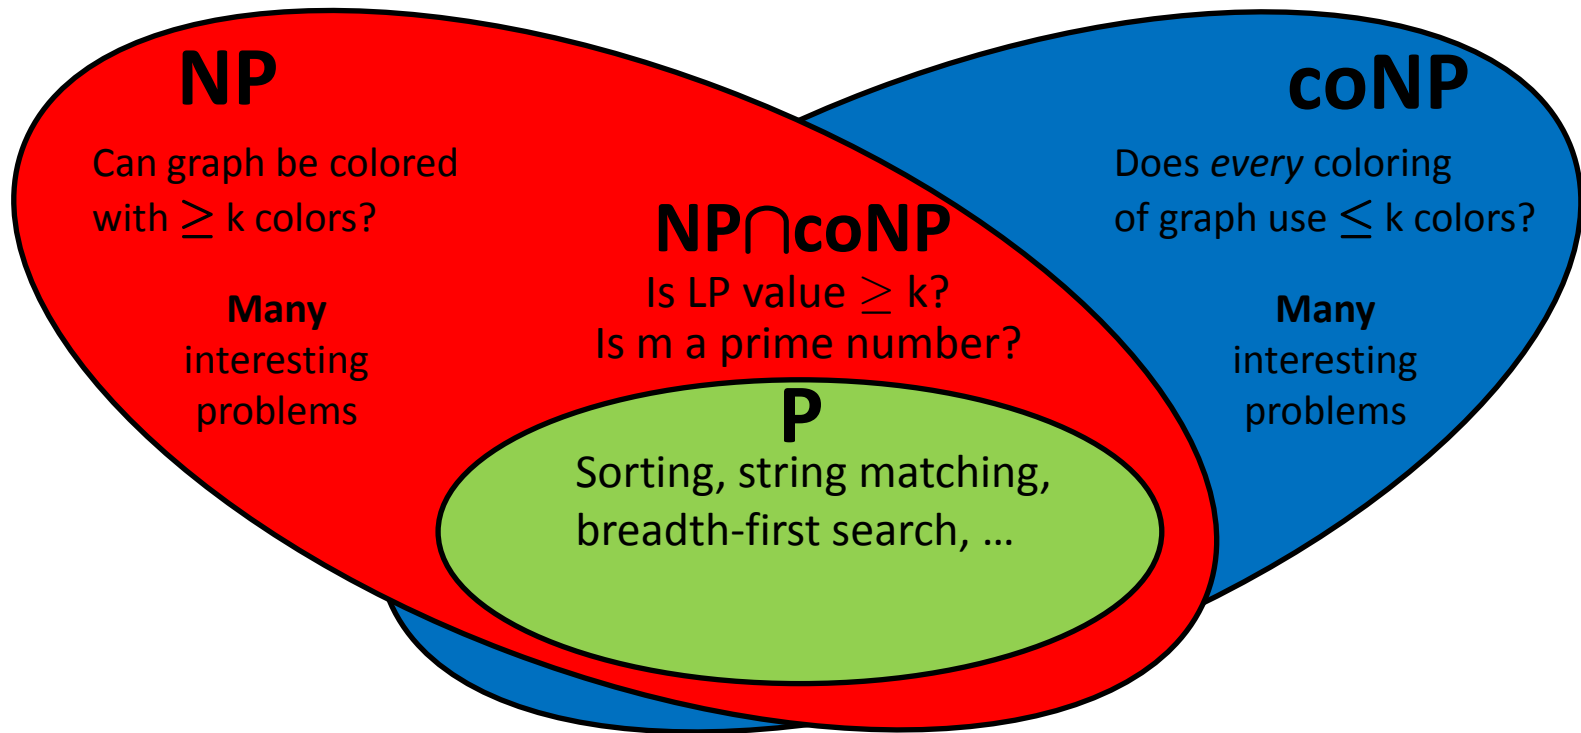 NP
Can graph be colored
with ≥ k colors?
Many
interesting
problems
NP∩coNP
Is LP value ≥ k?
Is m a prime number?
P
Sorting, string matching,
breadth-first search, ...
coNP
Does every coloring
of graph use ≤ k colors?
Many
interesting
problems